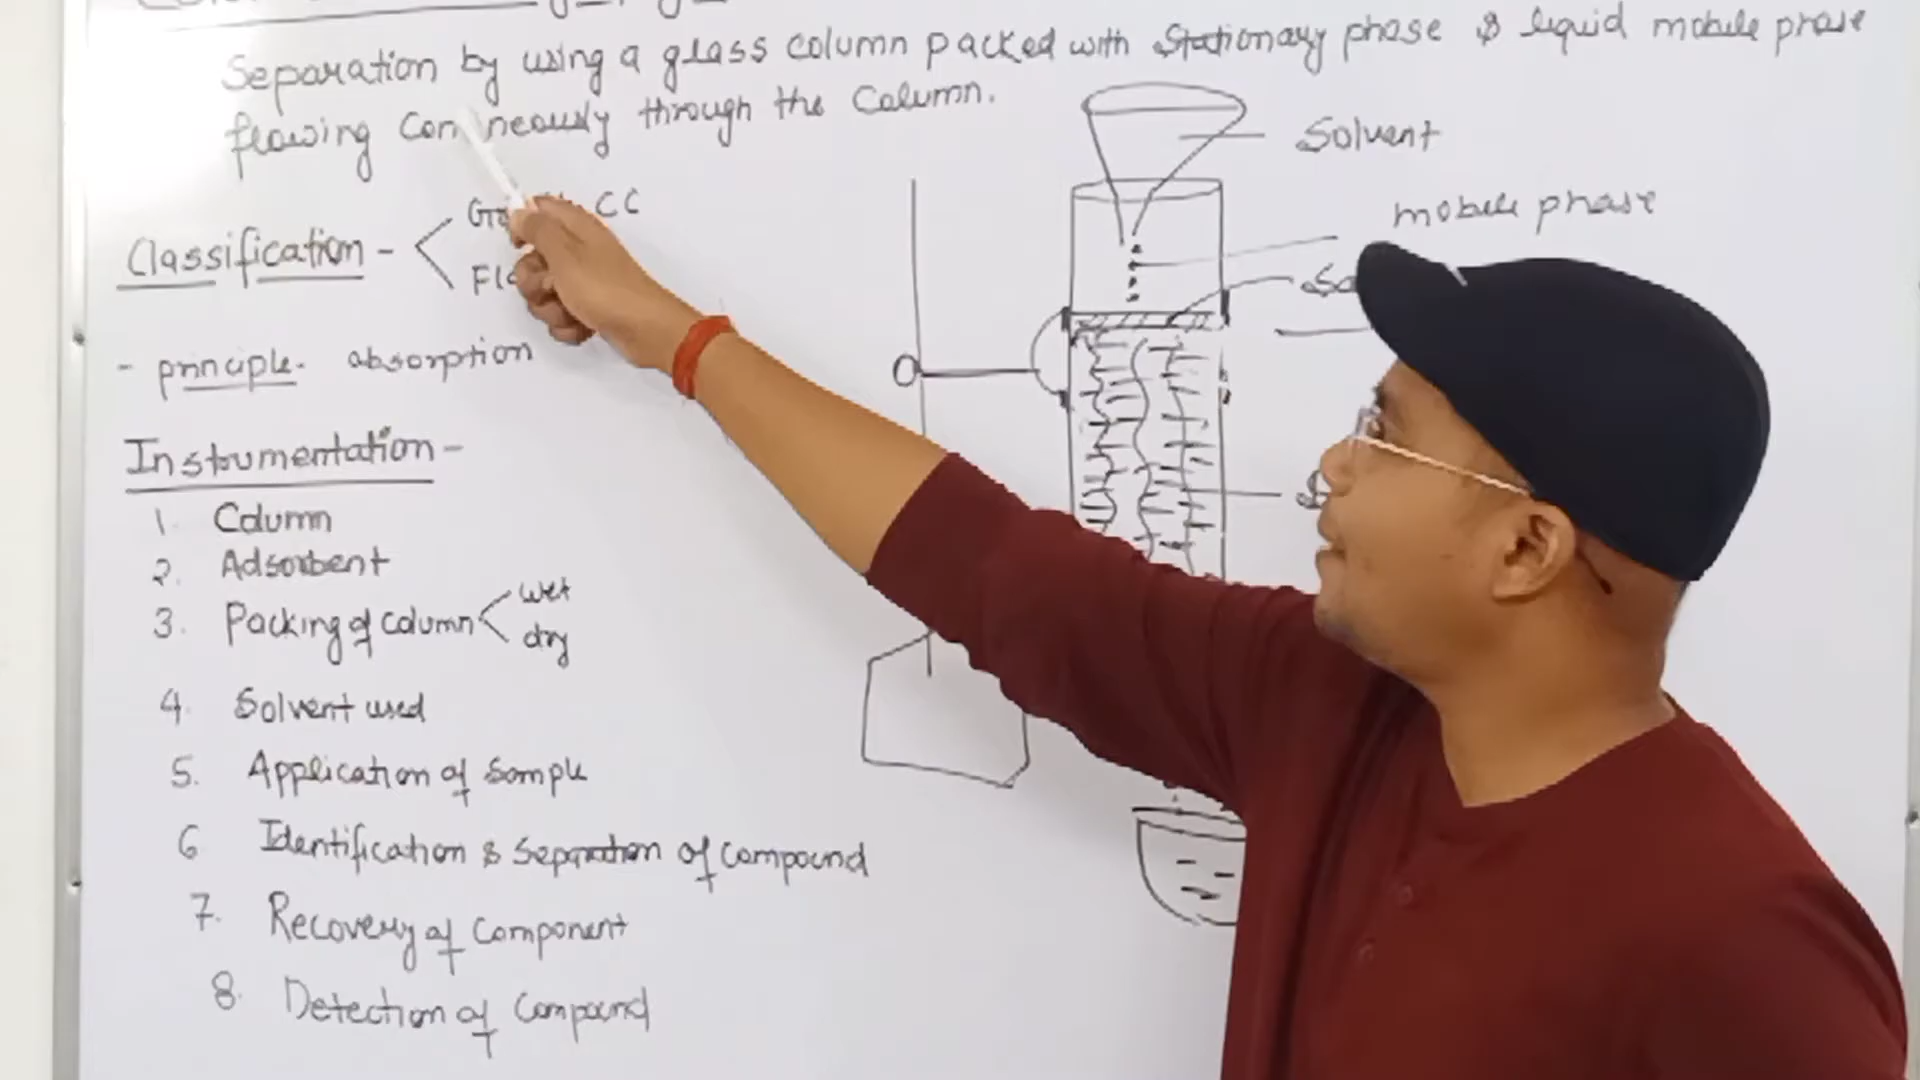 Separation by using a glass column packed with stationary phase & liquid mobile phase
flowing through the column.
Solvent
mobile phase
CC
Classification -
- principle. absorption
Instrumentation -
1. Column
2. Adsorbent
3. Packing of column
wet
dry
4. Solvent used
5. Application of sample
6 Identification & separation of compound
7. Recovery of component
8. Detection of compound